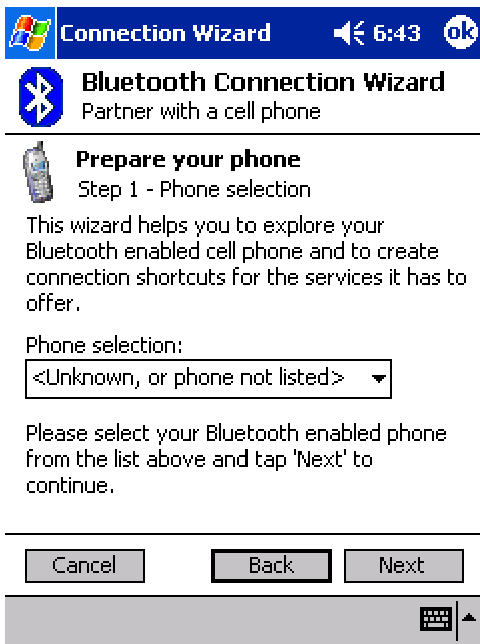 Connection Wizard 6:43 ok
Bluetooth Connection Wizard
Partner with a cell phone
Prepare your phone
Step 1 - Phone selection
This wizard helps you to explore your
Bluetooth enabled cell phone and to create
connection shortcuts for the services it has to
offer.
Phone selection:
<Unknown, or phone not listed>
Please select your Bluetooth enabled phone
from the list above and tap 'Next' to
continue.
Cancel Back Next